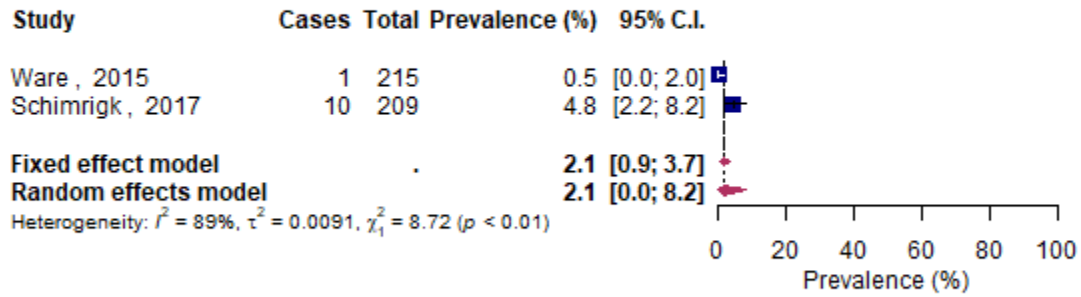 Study Cases Total Prevalence (%) 95% C.I.
Ware , 2015 1 215 0.5 [0.0; 2.0]
Schimrigk , 2017 10 209 4.8 [2.2; 8.2]
Fixed effect model . 2.1 [0.9; 3.7]
Random effects model 2.1 [0.0; 8.2]
Heterogeneity: I² = 89%, τ² = 0.0091, χ²₁ = 8.72 (p < 0.01)
0 20 40 60 80 100
Prevalence (%)